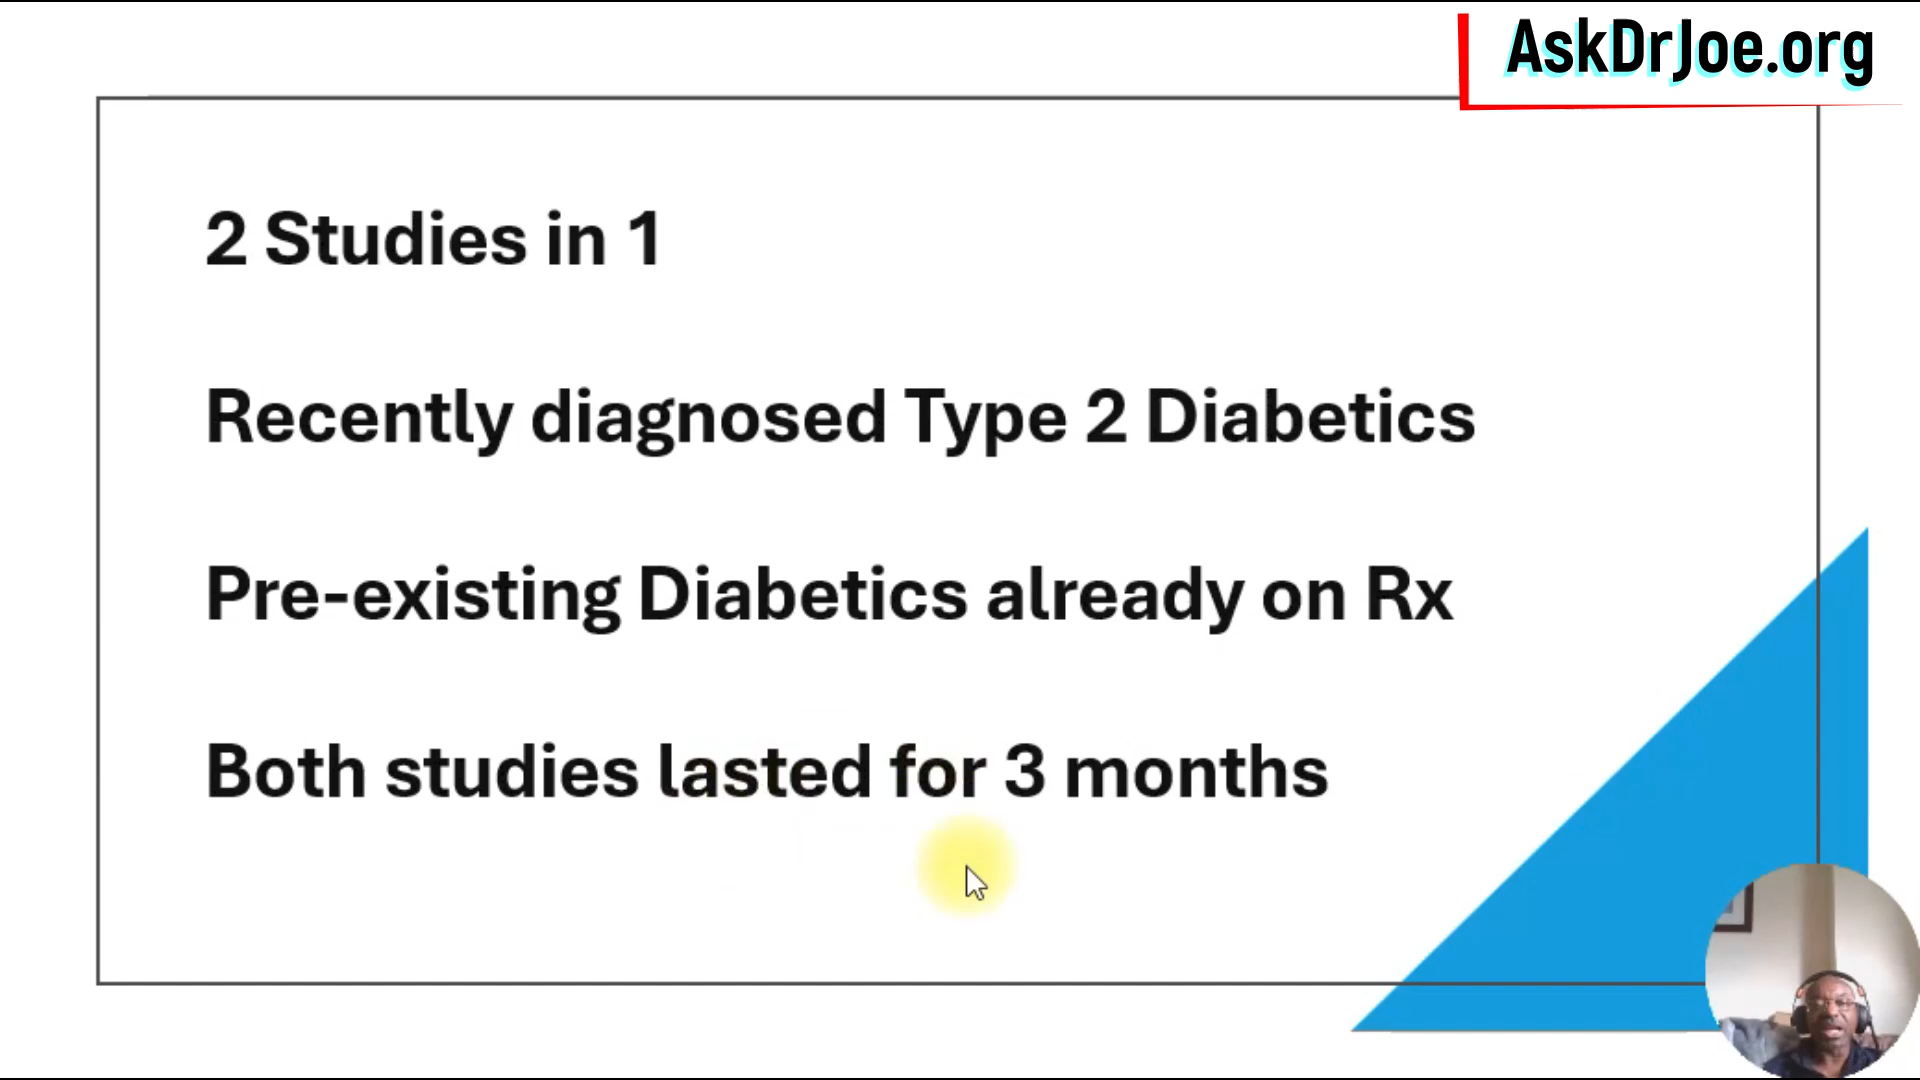 AskDrJoe.org
2 Studies in 1
Recently diagnosed Type 2 Diabetics
Pre-existing Diabetics already on Rx
Both studies lasted for 3 months